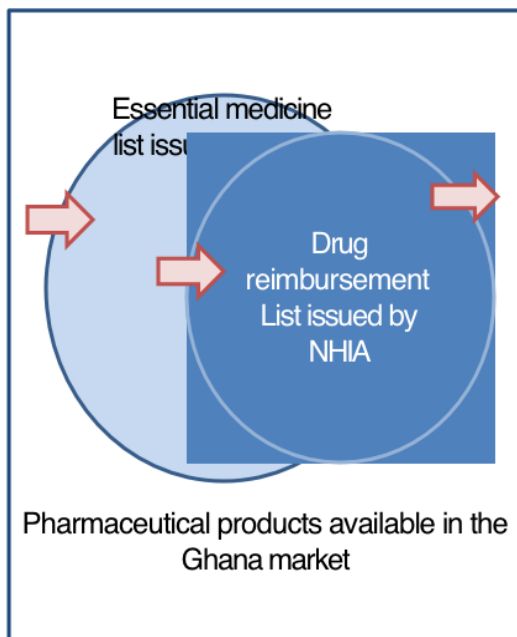 Essential medicine
list issu
Drug
reimbursement
List issued by
NHIA
Pharmaceutical products available in the
Ghana market